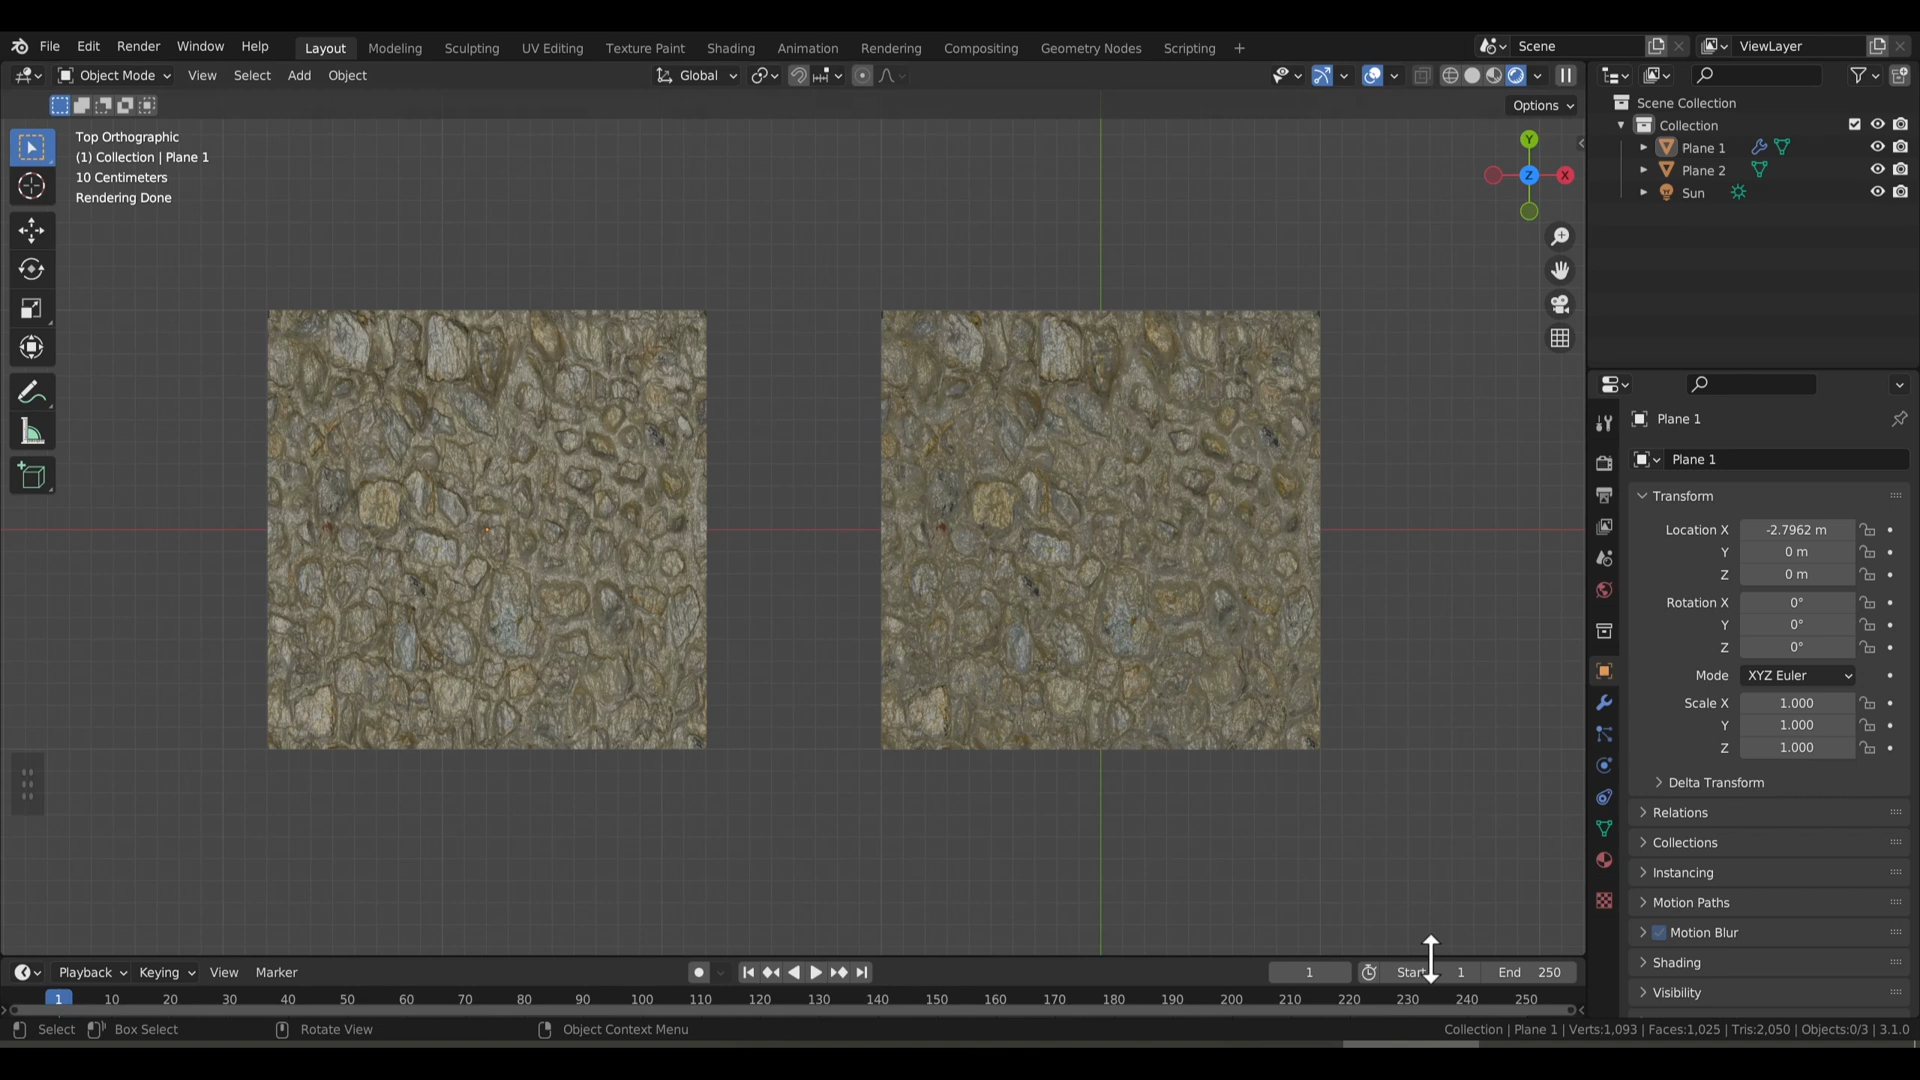 File Edit Render Window Help Layout Modeling Sculpting UV Editing Texture Paint Shading Animation Rendering Compositing Geometry Nodes Scripting + Scene ViewLayer
Object Mode View Select Add Object Global
Options
Top Orthographic
(1) Collection | Plane 1
10 Centimeters
Rendering Done
Y
Z
X
Scene Collection
Collection
Plane 1
Plane 2
Sun
Plane 1
Plane 1
Transform
Location X -2.7962 m
Y 0 m
Z 0 m
Rotation X 0°
Y 0°
Z 0°
Mode XYZ Euler
Scale X 1.000
Y 1.000
Z 1.000
Delta Transform
Relations
Collections
Instancing
Motion Paths
Motion Blur
Shading
Visibility
Playback Keying View Marker 1 Start 1 End 250
1 10 20 30 40 50 60 70 80 90 100 110 120 130 140 150 160 170 180 190 200 210 220 230 240 250
Select Box Select Rotate View Object Context Menu Collection | Plane 1 | Verts:1,093 | Faces:1,025 | Tris:2,050 | Objects:0/3 | 3.1.0